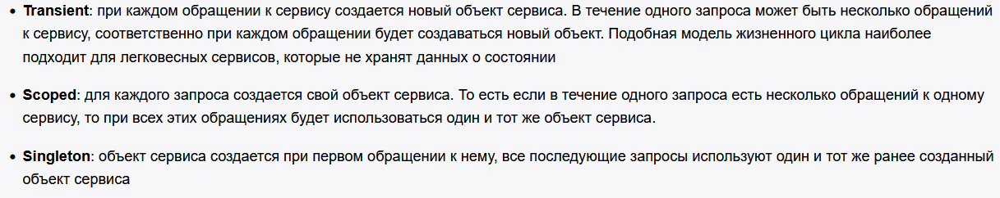 • Transient: при каждом обращении к сервису создается новый объект сервиса. В течение одного запроса может быть несколько обращений
к сервису, соответственно при каждом обращении будет создаваться новый объект. Подобная модель жизненного цикла наиболее
подходит для легковесных сервисов, которые не хранят данных о состоянии
• Scoped: для каждого запроса создается свой объект сервиса. То есть если в течение одного запроса есть несколько обращений к одному
сервису, то при всех этих обращениях будет использоваться один и тот же объект сервиса.
• Singleton: объект сервиса создается при первом обращении к нему, все последующие запросы используют один и тот же ранее созданный
объект сервиса